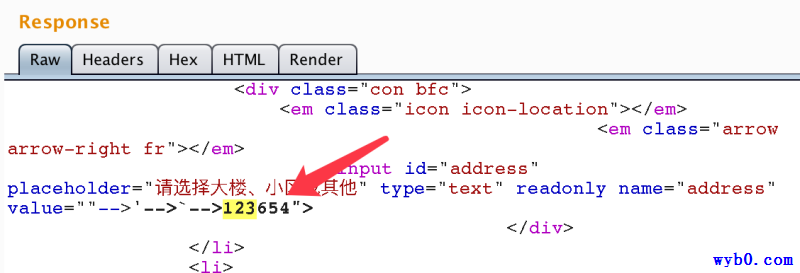 Response
Raw Headers Hex HTML Render
<div class="con bfc">
<em class="icon icon-location"></em>
<em class="arrow
arrow-right fr"></em>
input id="address"
placeholder="请选择大楼、小 其他" type="text" readonly name="address"
value=""-->'-->`-->123654">
</div>
</li>
<li>
wyb0.com